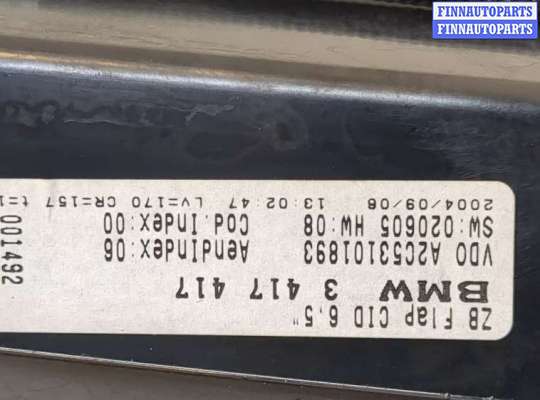 FINNAUTOPARTS
FINNAUTOPARTS
ZB Flap CID 6,5"
BMW 3 417 417
VDO A2C53101893 AendIndex:06
SW:020605 HW:08 Cod.Index:00
2004/09/08 13:02:47 LV=170 CR=157
001492